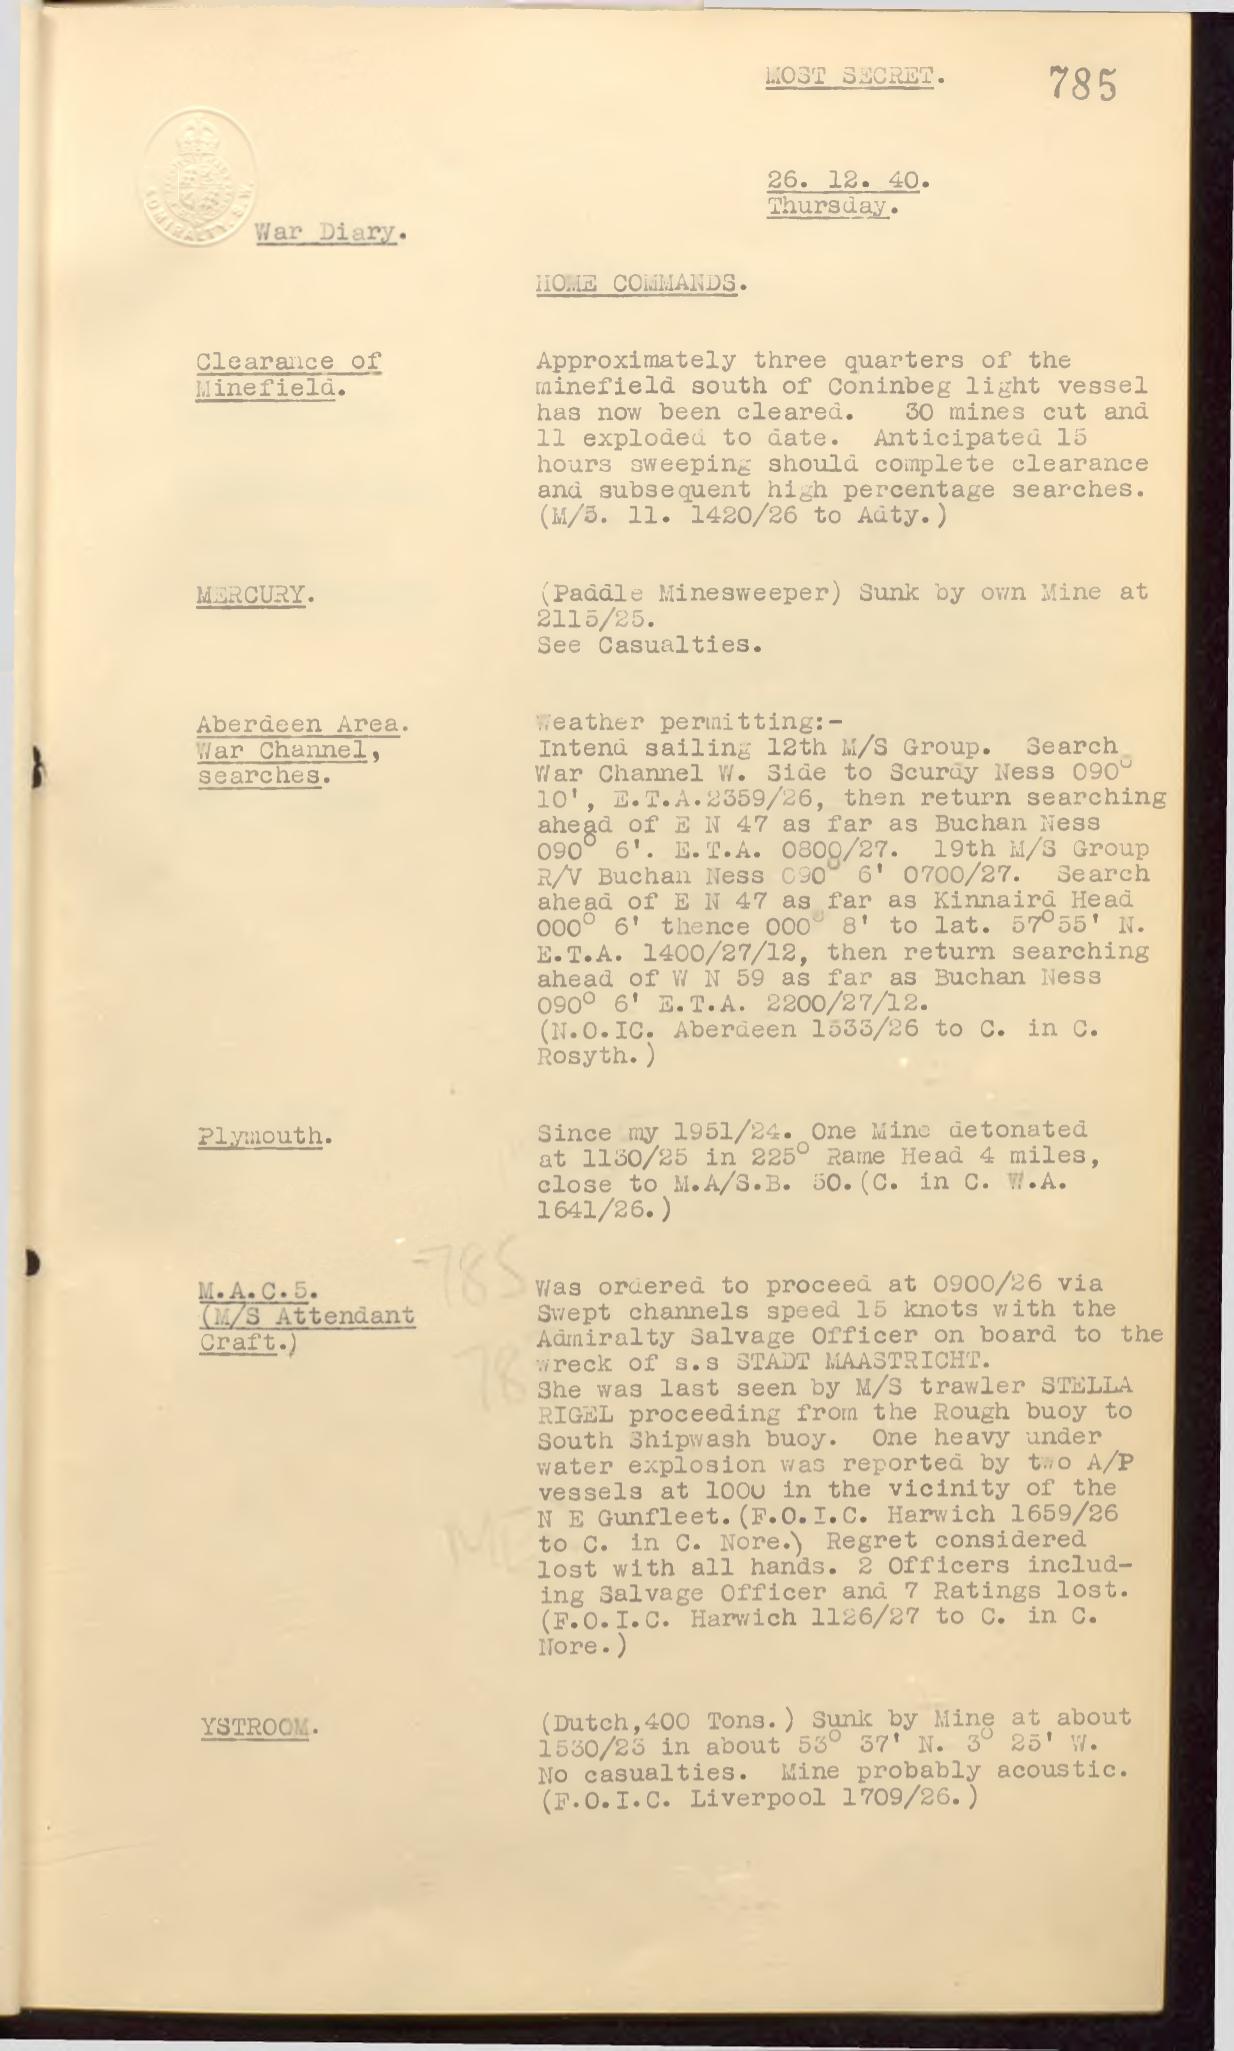 MOST SECRET.
785
26. 12. 40.
Thursday.
War Diary.
HOME COMMANDS.
Clearance of
Minefield.
Approximately three quarters of the
minefield south of Coninbeg light vessel
has now been cleared. 30 mines cut and
11 exploded to date. Anticipated 15
hours sweeping should complete clearance
and subsequent high percentage searches.
(M/S. 11. 1420/26 to Adty.)
MERCURY.
(Paddle Minesweeper) Sunk by own Mine at
2115/25.
See Casualties.
Aberdeen Area.
War Channel,
searches.
Weather permitting:-
Intend sailing 12th M/S Group. Search
War Channel W. Side to Scurdy Ness 090°
10', E.T.A.2359/26, then return searching
ahead of E N 47 as far as Buchan Ness
090° 6'. E.T.A. 0800/27. 19th M/S Group
R/V Buchan Ness 090° 6' 0700/27. Search
ahead of E N 47 as far as Kinnaird Head
000° 6' thence 000° 8' to lat. 57°55' N.
E.T.A. 1400/27/12, then return searching
ahead of W N 59 as far as Buchan Ness
090° 6' E.T.A. 2200/27/12.
(N.O.IC. Aberdeen 1533/26 to C. in C.
Rosyth.)
Plymouth.
Since my 1951/24. One Mine detonated
at 1130/25 in 225° Rame Head 4 miles,
close to M.A/S.B. 50.(C. in C. W.A.
1641/26.)
785
78
ME
M.A.C.5.
(M/S Attendant
Craft.)
Was ordered to proceed at 0900/26 via
Swept channels speed 15 knots with the
Admiralty Salvage Officer on board to the
wreck of s.s STADT MAASTRICHT.
She was last seen by M/S trawler STELLA
RIGEL proceeding from the Rough buoy to
South Shipwash buoy. One heavy under
water explosion was reported by two A/P
vessels at 1000 in the vicinity of the
N E Gunfleet.(F.O.I.C. Harwich 1659/26
to C. in C. Nore.) Regret considered
lost with all hands. 2 Officers includ-
ing Salvage Officer and 7 Ratings lost.
(F.O.I.C. Harwich 1126/27 to C. in C.
Nore.)
YSTROOM.
(Dutch,400 Tons.) Sunk by Mine at about
1530/23 in about 53° 37' N. 3° 25' W.
No casualties. Mine probably acoustic.
(F.O.I.C. Liverpool 1709/26.)